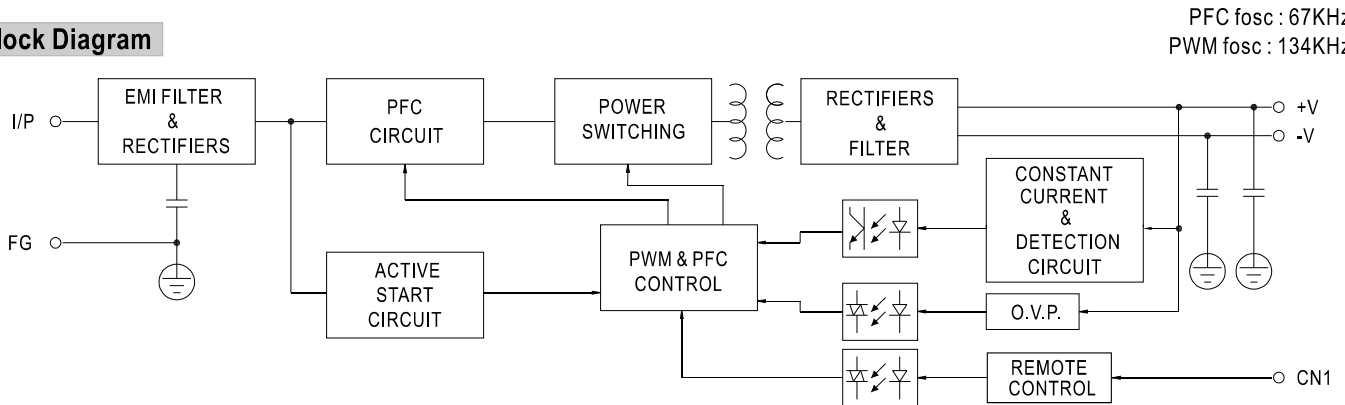 PFC fosc : 67KHz
PWM fosc : 134KHz
lock Diagram
I/P
EMI FILTER
&
RECTIFIERS
PFC
CIRCUIT
POWER
SWITCHING
RECTIFIERS
&
FILTER
+V
-V
CONSTANT
CURRENT
&
DETECTION
CIRCUIT
FG
ACTIVE
START
CIRCUIT
PWM & PFC
CONTROL
O.V.P.
REMOTE
CONTROL
CN1